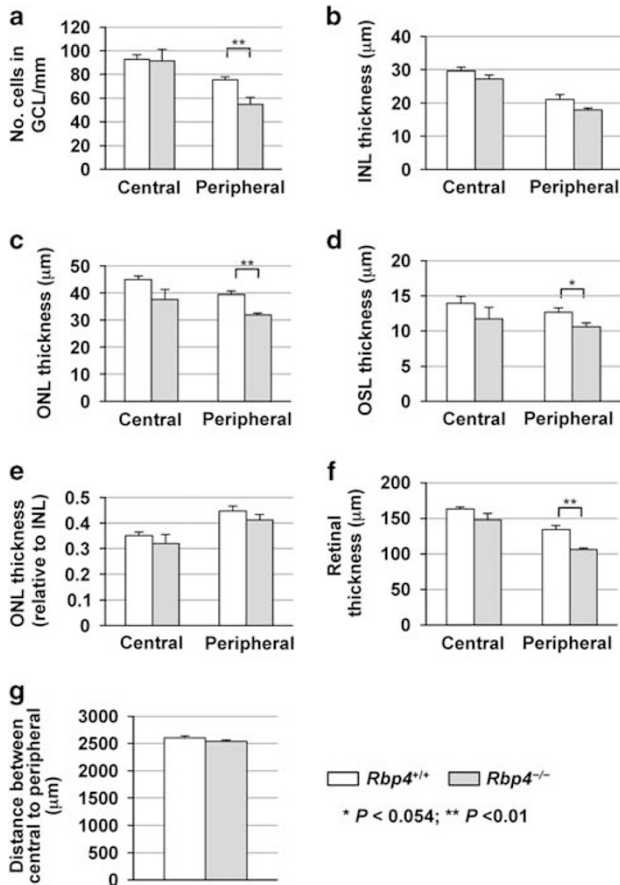 a
No. cells in
GCL/mm
120
100
80
60
40
20
0
**
Central Peripheral
b
INL thickness (μm)
40
30
20
10
0
Central Peripheral
c
ONL thickness (μm)
50
40
30
20
10
0
**
Central Peripheral
d
OSL thickness (μm)
20
15
10
5
0
*
Central Peripheral
e
ONL thickness
(relative to INL)
0.5
0.4
0.3
0.2
0.1
0
Central Peripheral
f
Retinal
thickness (μm)
200
150
100
50
0
**
Central Peripheral
g
Distance between
central to peripheral
(μm)
3000
2500
2000
1500
1000
500
0
Rbp4+/+ Rbp4−/−
* P < 0.054; ** P <0.01